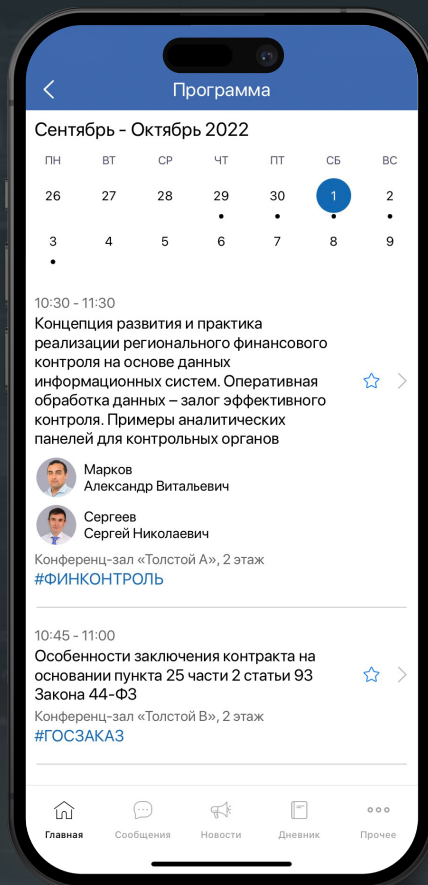 Программа
Сентябрь - Октябрь 2022
ПН ВТ СР ЧТ ПТ СБ ВС
26 27 28 29 30 1 2
3 4 5 6 7 8 9
10:30 - 11:30
Концепция развития и практика
реализации регионального финансового
контроля на основе данных
информационных систем. Оперативная
обработка данных – залог эффективного
контроля. Примеры аналитических
панелей для контрольных органов
Марков
Александр Витальевич
Сергеев
Сергей Николаевич
Конференц-зал «Толстой А», 2 этаж
#ФИНКОНТРОЛЬ
10:45 - 11:00
Особенности заключения контракта на
основании пункта 25 части 2 статьи 93
Закона 44-ФЗ
Конференц-зал «Толстой В», 2 этаж
#ГОСЗАКАЗ
Главная Сообщения Новости Дневник Прочее